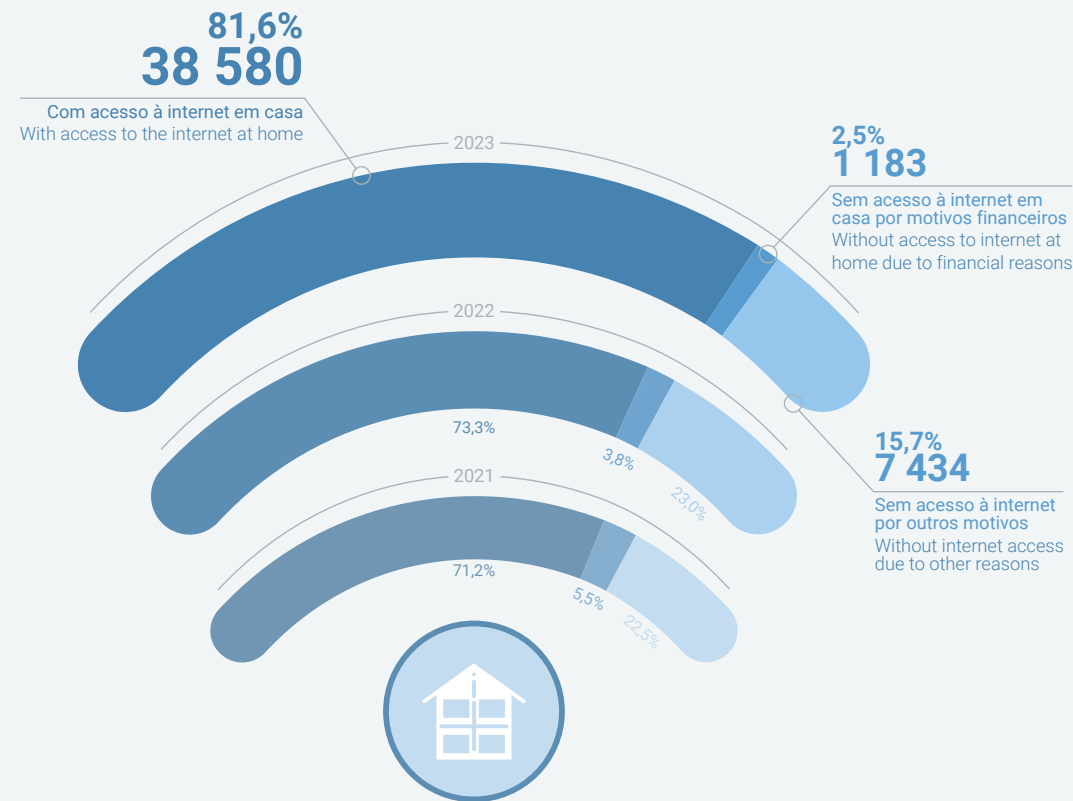 81,6%
38 580
Com acesso à internet em casa
With access to the internet at home
2023
2,5%
1 183
Sem acesso à internet em
casa por motivos financeiros
Without access to internet at
home due to financial reasons
2022
73,3%
3,8%
23,0%
15,7%
7 434
Sem acesso à internet
por outros motivos
Without internet access
due to other reasons
2021
71,2%
5,5%
22,5%